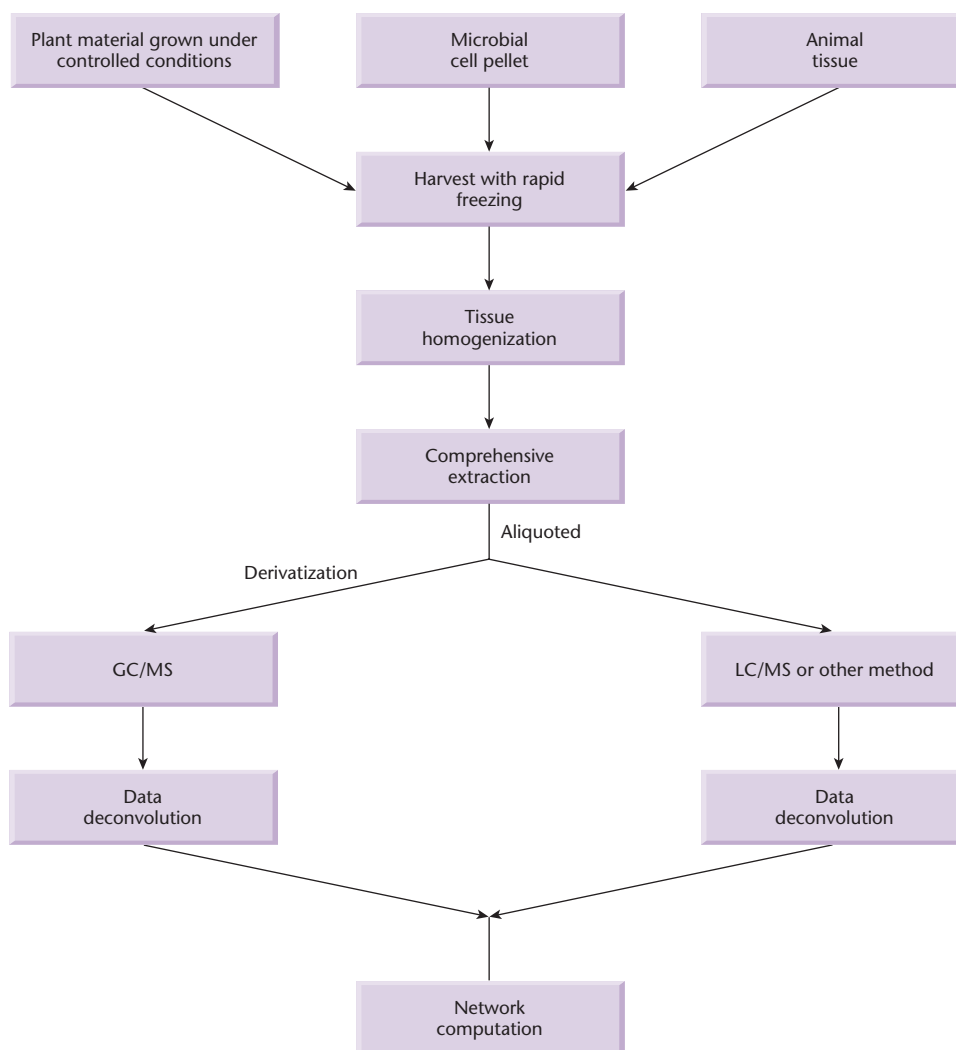 Plant material grown under
controlled conditions
Microbial
cell pellet
Animal
tissue
Harvest with rapid
freezing
Tissue
homogenization
Comprehensive
extraction
Aliquoted
Derivatization
GC/MS
LC/MS or other method
Data
deconvolution
Data
deconvolution
Network
computation